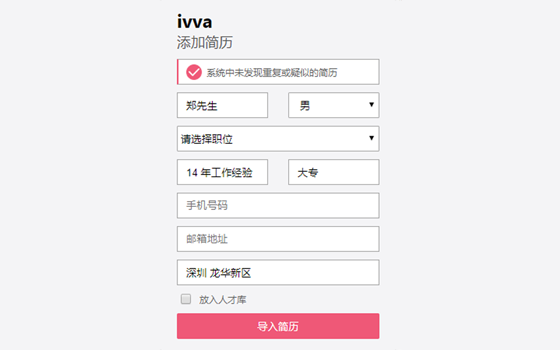 ivva
添加简历
系统中未发现重复或疑似的简历
郑先生 男
请选择职位
14 年工作经验 大专
手机号码
邮箱地址
深圳 龙华新区
放入人才库
导入简历